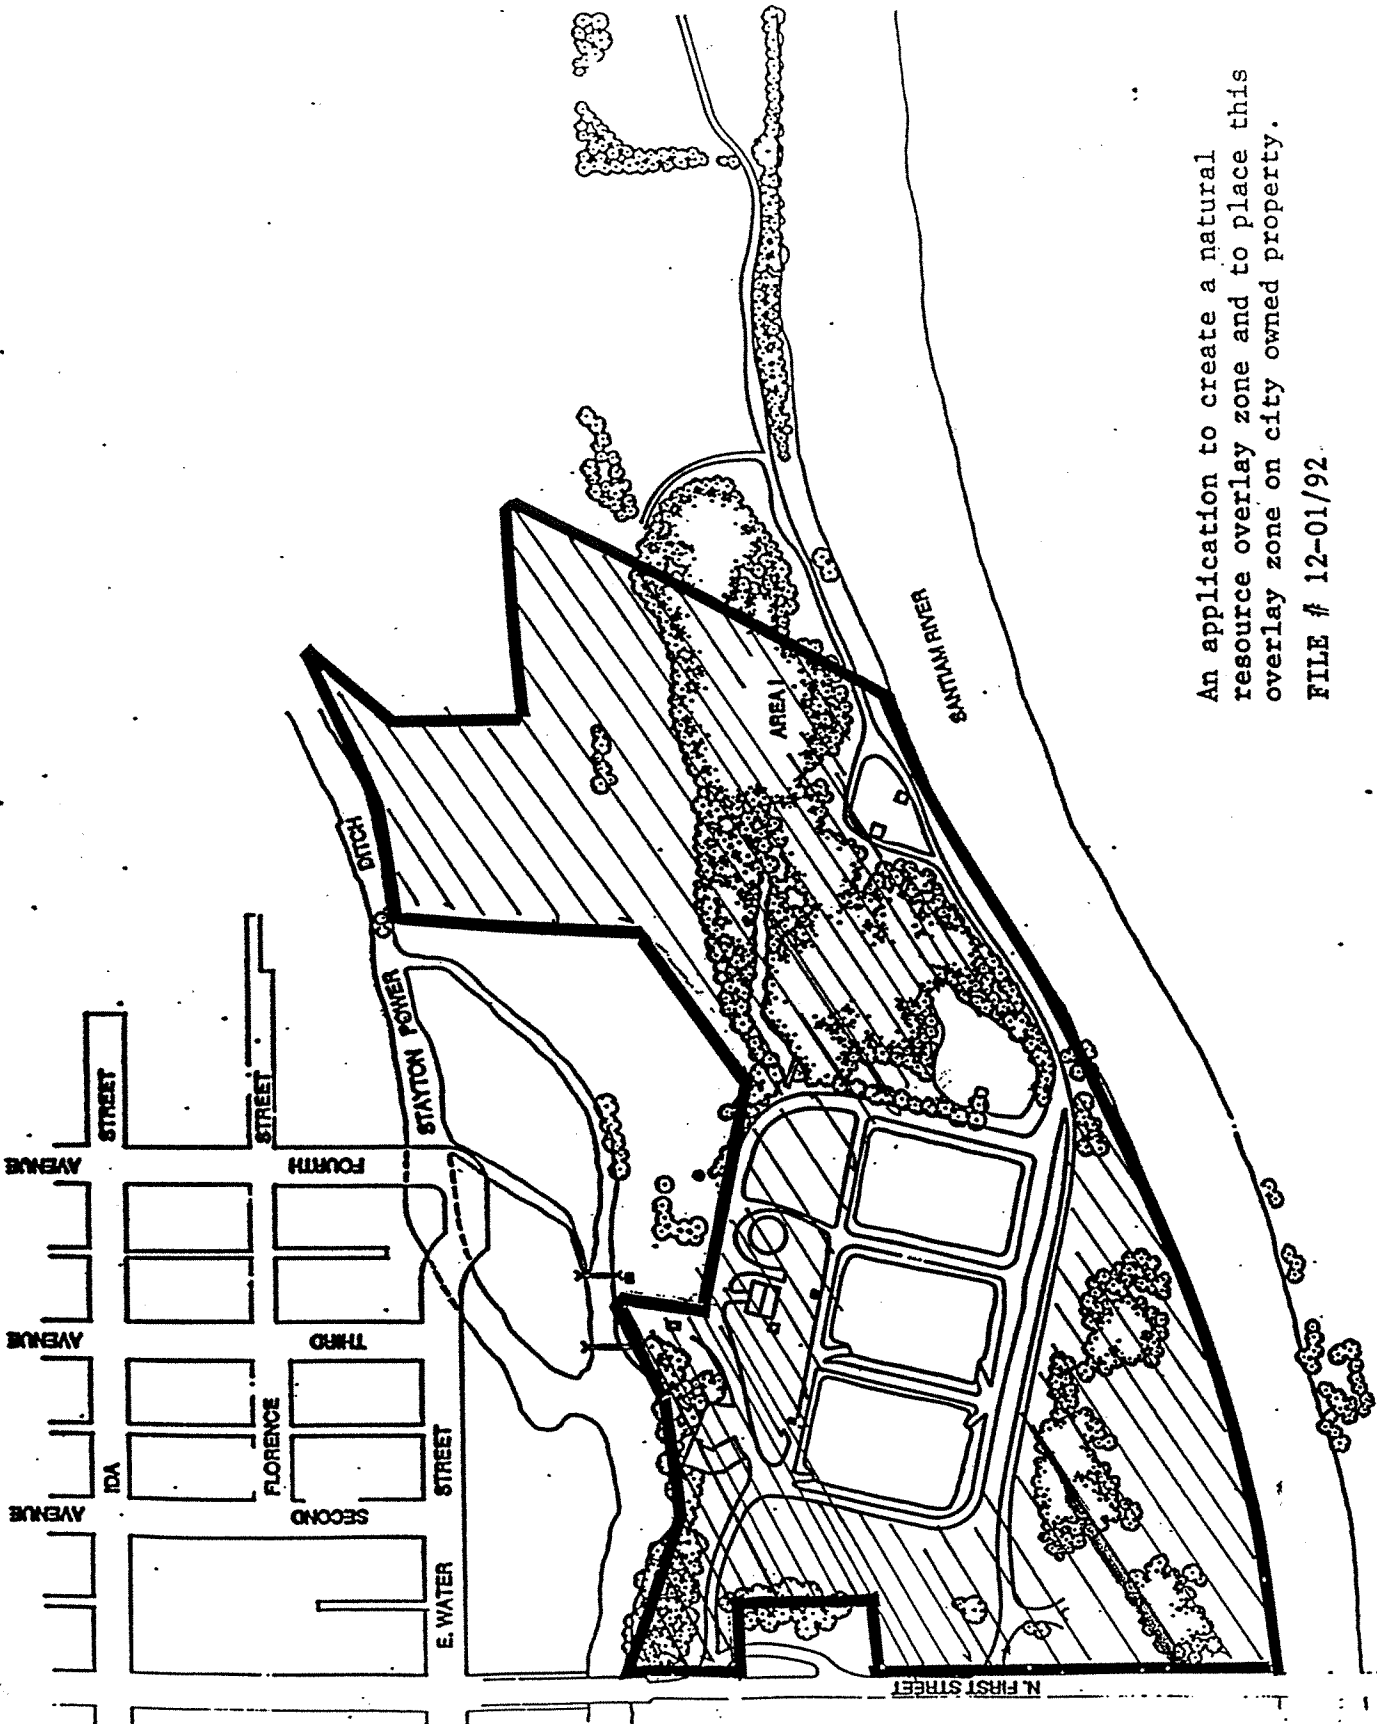 AVENUE
AVENUE
AVENUE
STREET
IDA
STREET
FLORENCE
FOURTH
THIRD
SECOND
STREET
E. WATER
DITCH
STAYTON POWER
AREA I
SANTIAM RIVER
N. FIRST STREET
An application to create a natural
resource overlay zone and to place this
overlay zone on city owned property.
FILE # 12-01/92